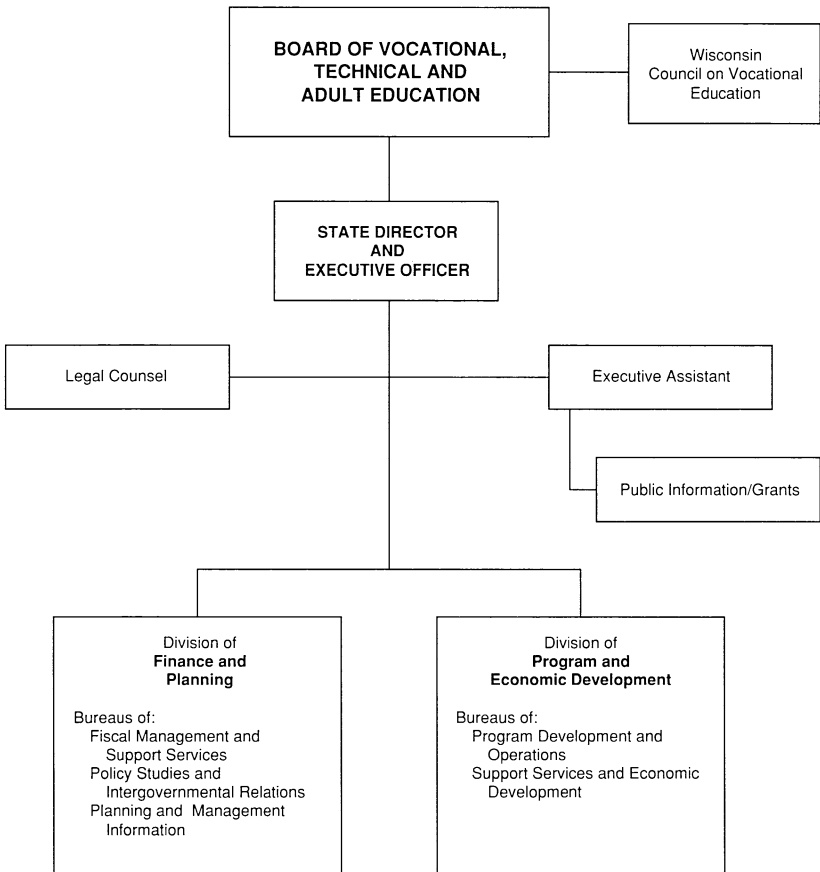 BOARD OF VOCATIONAL,
TECHNICAL AND
ADULT EDUCATION
Wisconsin
Council on Vocational
Education
STATE DIRECTOR
AND
EXECUTIVE OFFICER
Legal Counsel
Executive Assistant
Public Information/Grants
Division of
Finance and
Planning
Bureaus of:
Fiscal Management and
Support Services
Policy Studies and
Intergovernmental Relations
Planning and Management
Information
Division of
Program and
Economic Development
Bureaus of:
Program Development and
Operations
Support Services and Economic
Development